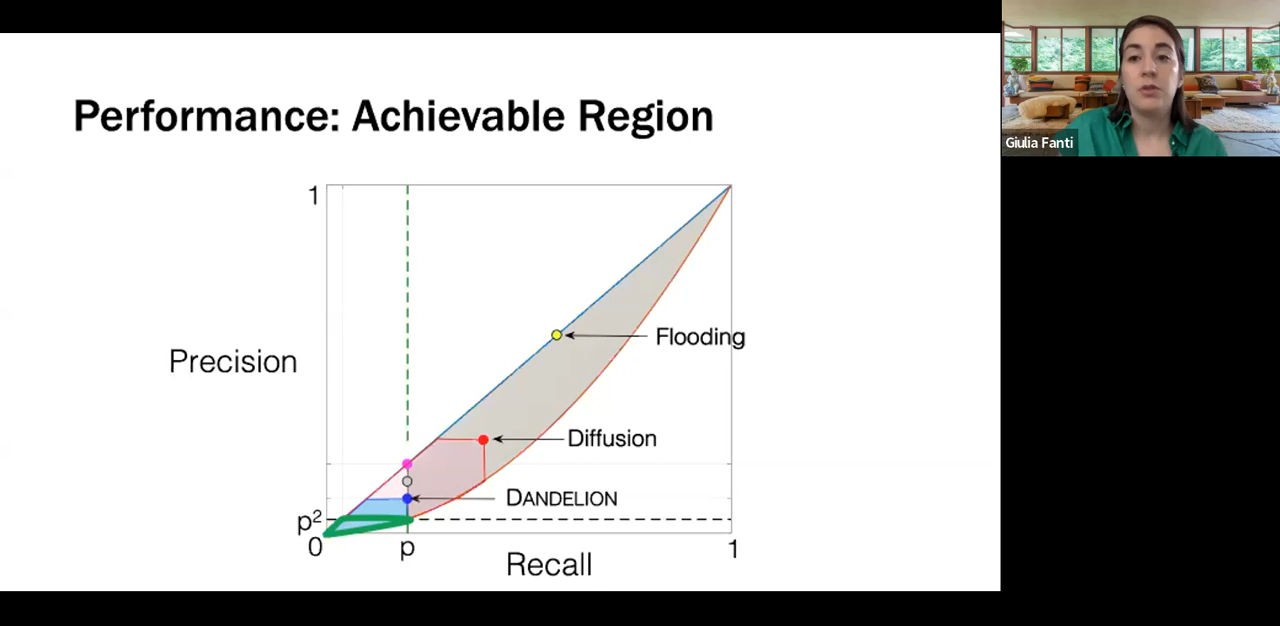 Performance: Achievable Region
Giulia Fanti
1
Flooding
Precision
Diffusion
DANDELION
p²
0
p
1
Recall